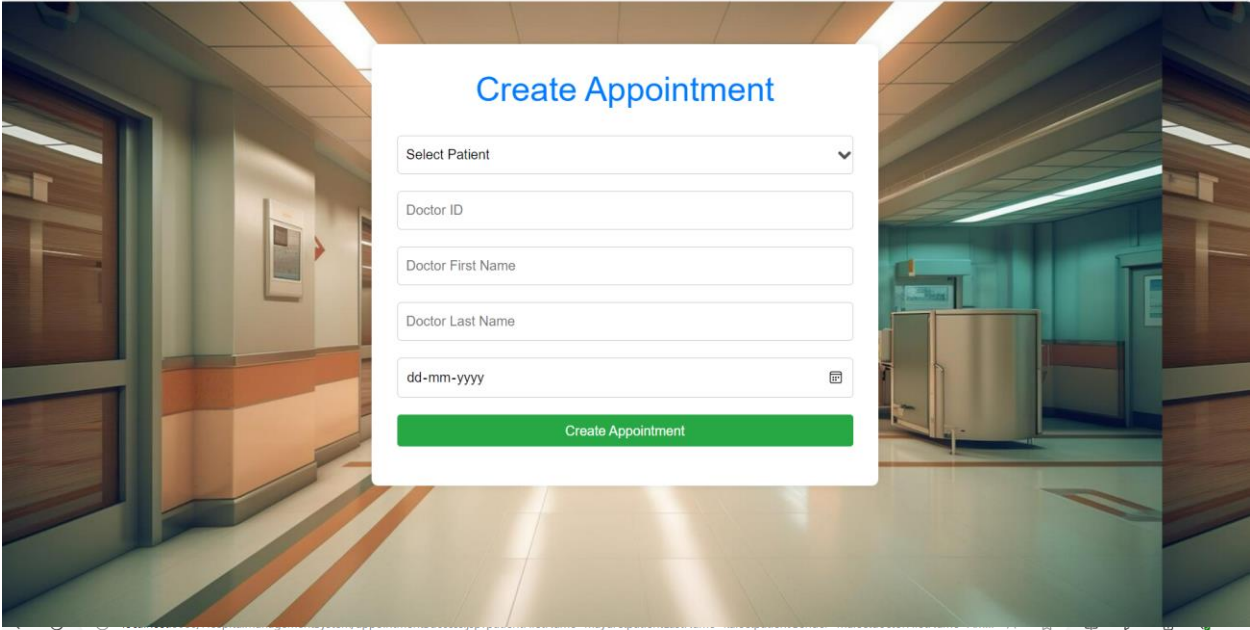 Create Appointment
Select Patient
Doctor ID
Doctor First Name
Doctor Last Name
dd-mm-yyyy
Create Appointment